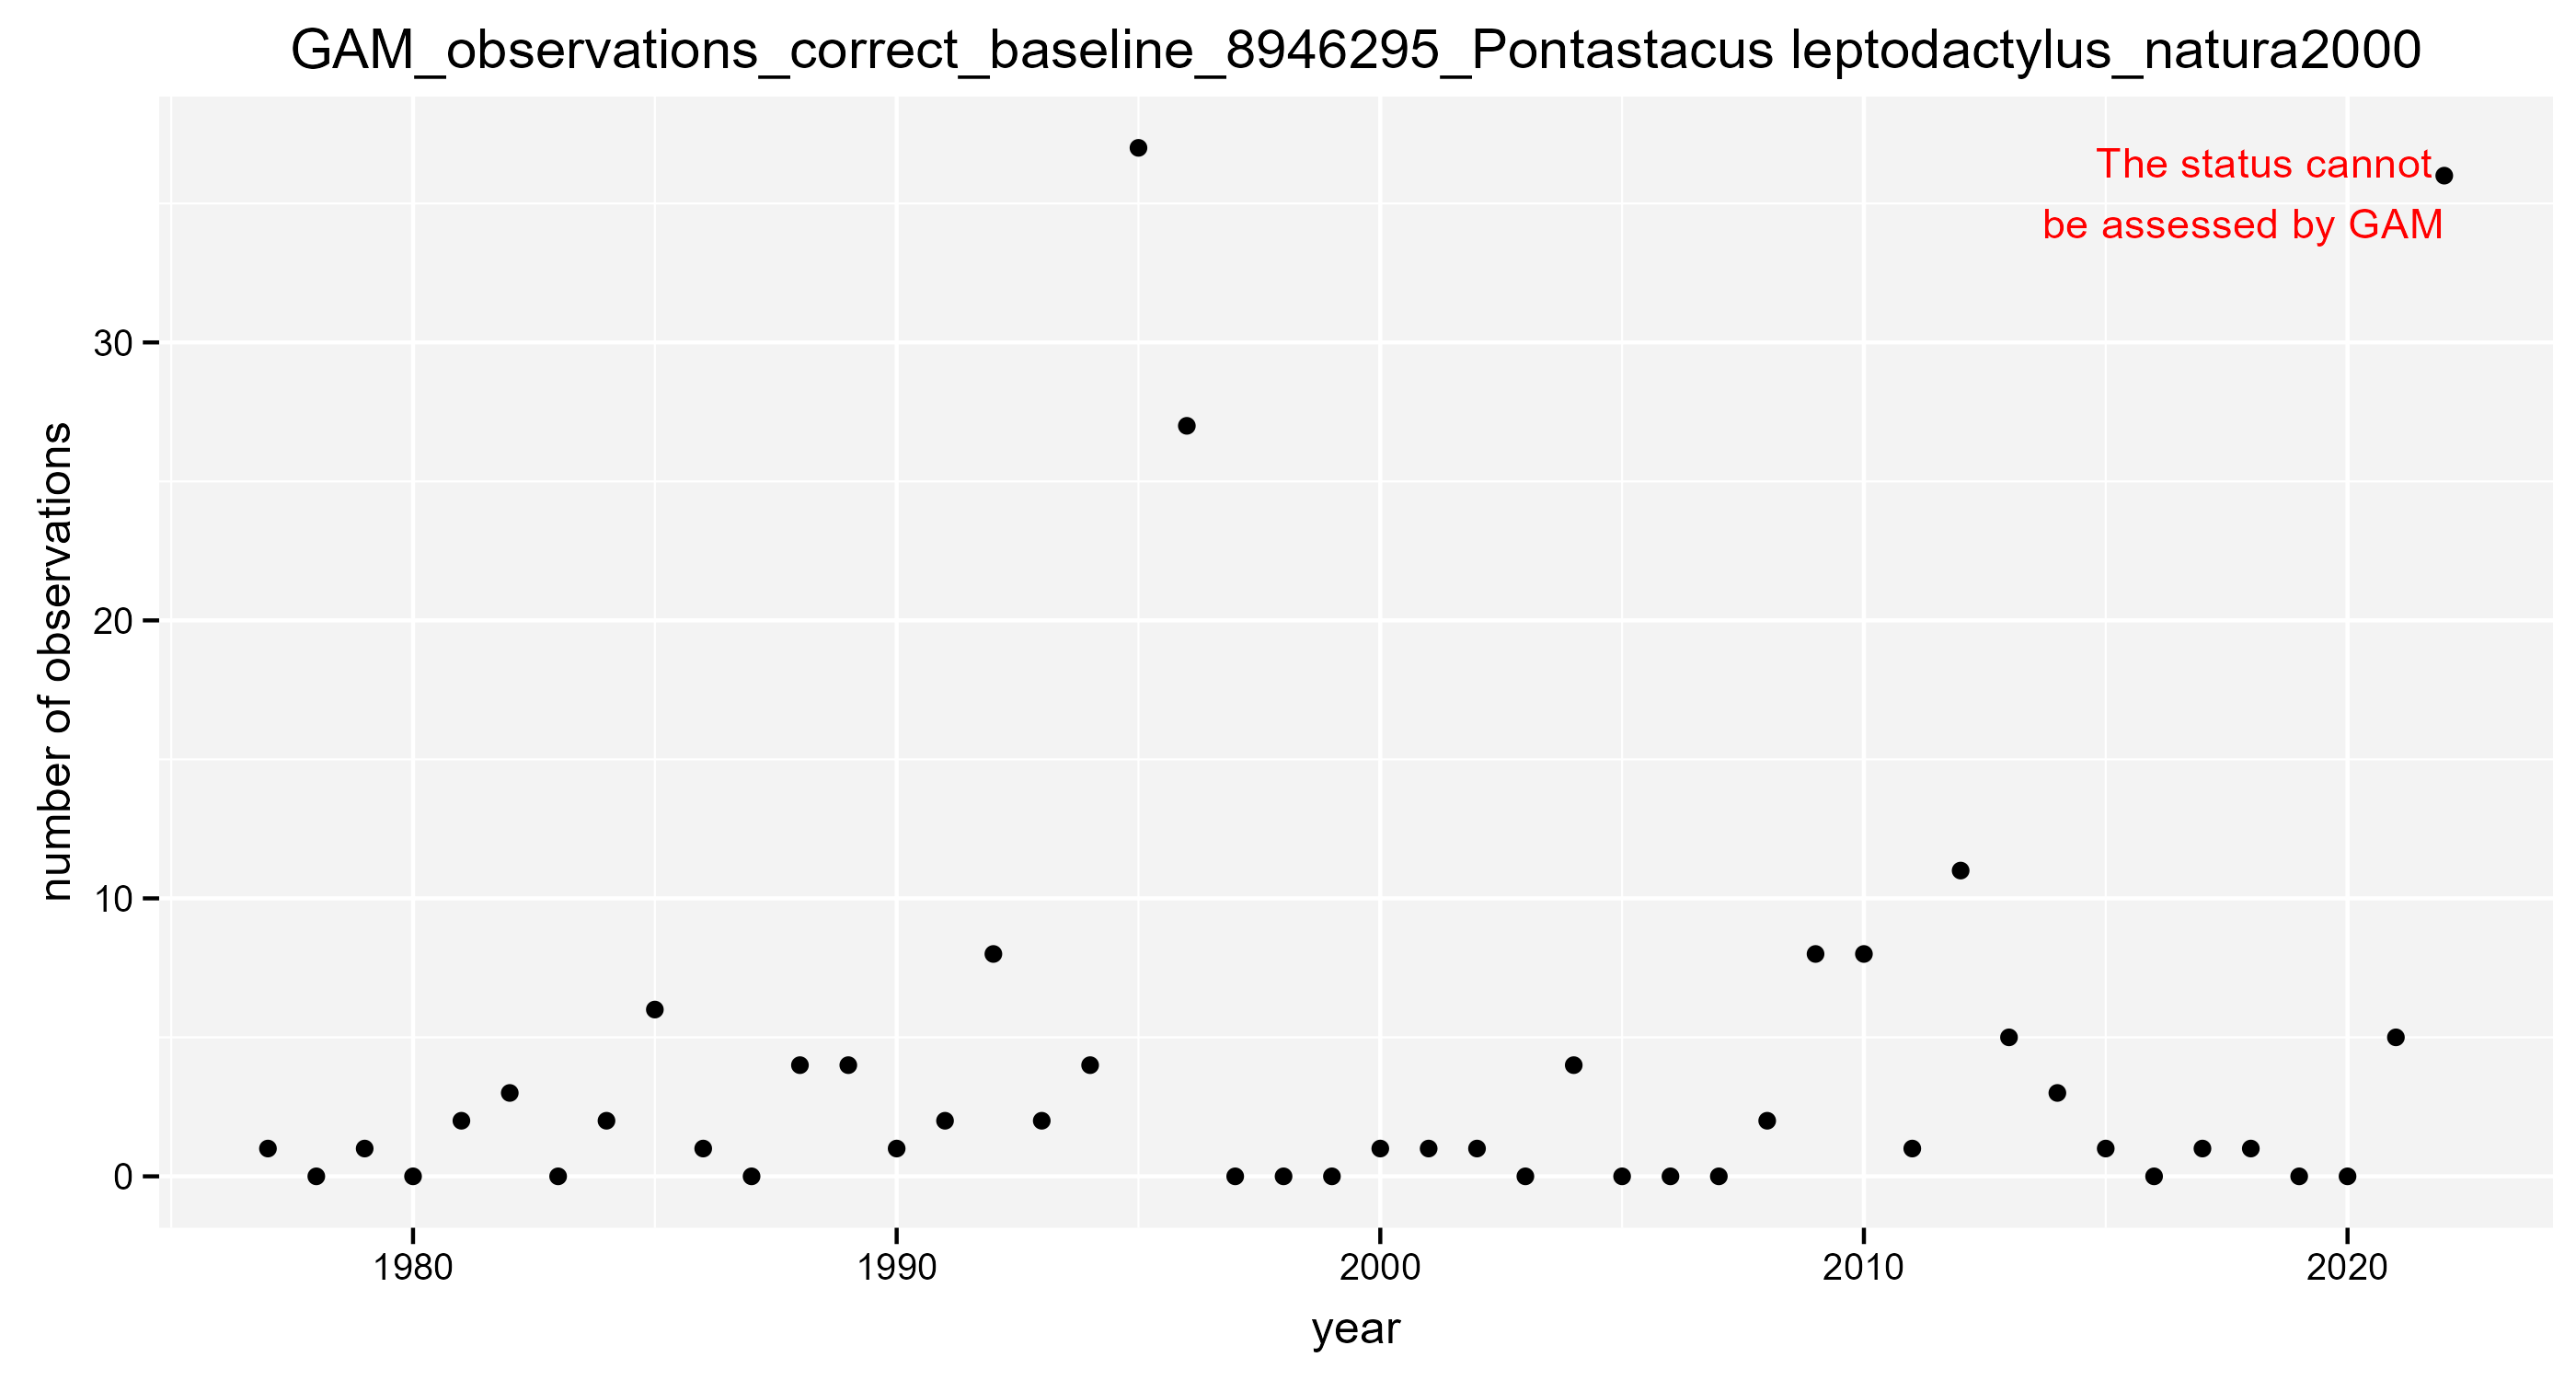 GAM_observations_correct_baseline_8946295_Pontastacus leptodactylus_natura2000
The status cannot
be assessed by GAM
number of observations
30
20
10
0
1980 1990 2000 2010 2020
year